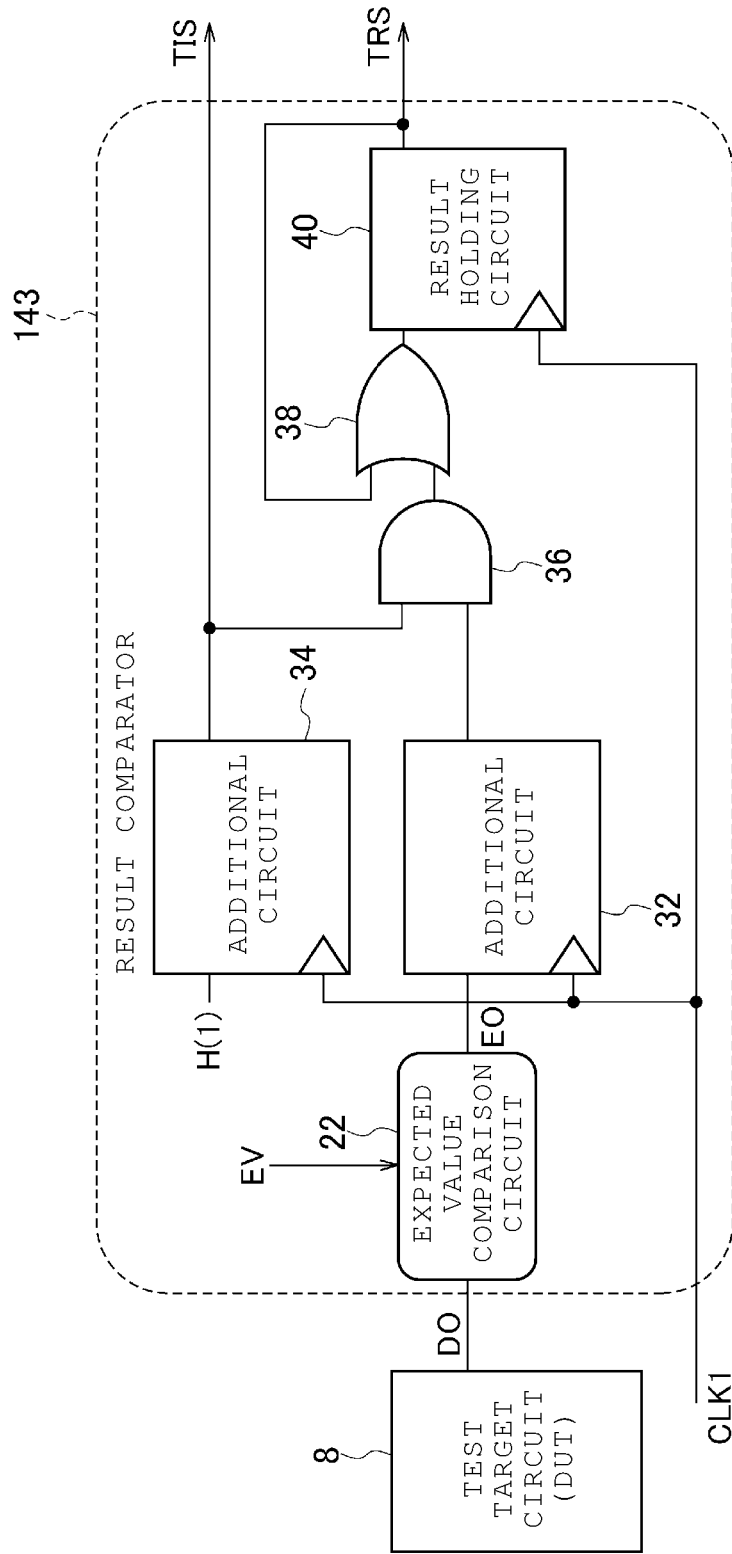 143
RESULT COMPARATOR
TIS
H(1)
ADDITIONAL
CIRCUIT
34
40
TRS
RESULT
HOLDING
CIRCUIT
38
36
EV
22
EXPECTED
VALUE
COMPARISON
CIRCUIT
EO
ADDITIONAL
CIRCUIT
32
8
DO
TEST
TARGET
CIRCUIT
(DUT)
CLK1